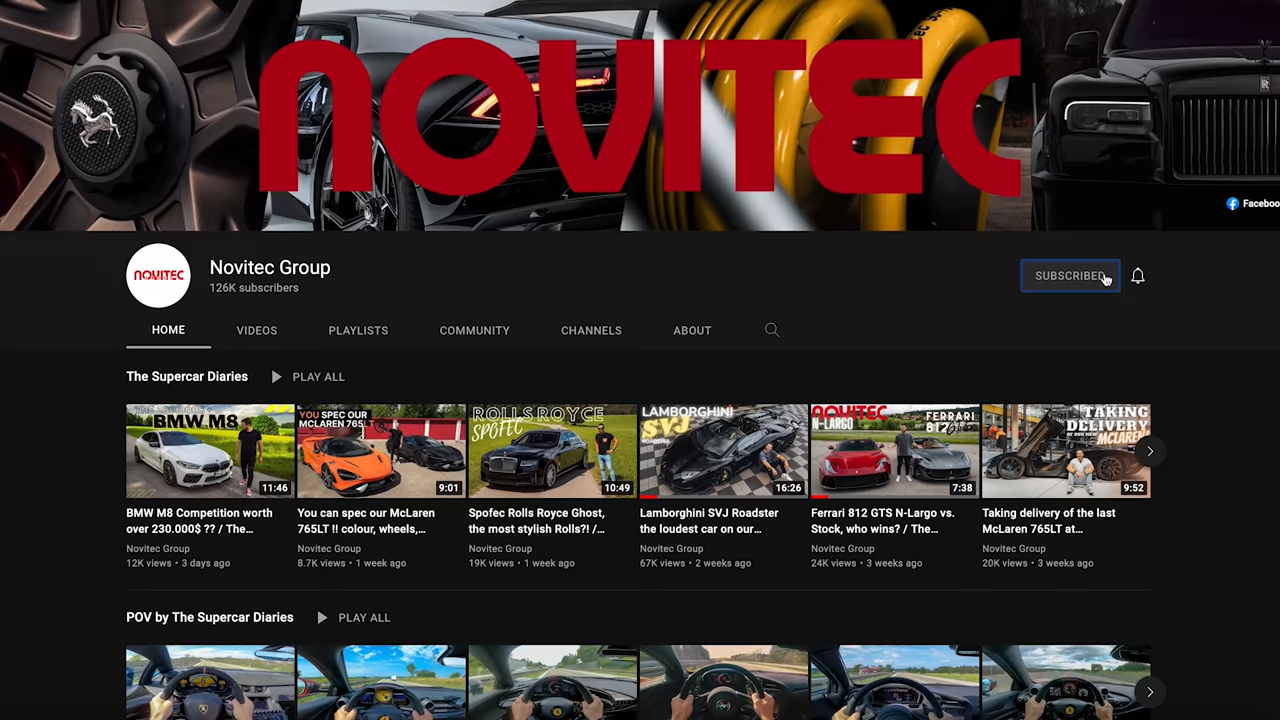 NOVITEC
Faceboo
NOVITEC
Novitec Group
126K subscribers
SUBSCRIBED
HOME
VIDEOS
PLAYLISTS
COMMUNITY
CHANNELS
ABOUT
The Supercar Diaries
PLAY ALL
BMW M8
11:46
YOU SPEC OUR
MCLAREN 765LT
9:01
ROLLS ROYCE
SPOFEC
10:49
LAMBORGHINI
SVJ
ROADSTER
16:26
NOVITEC
N-LARGO
FERRARI
812
7:38
TAKING
DELIVERY
MCLAREN
9:52
BMW M8 Competition worth
over 230.000$ ?? / The...
Novitec Group
12K views • 3 days ago
You can spec our McLaren
765LT !! colour, wheels,...
Novitec Group
8.7K views • 1 week ago
Spofec Rolls Royce Ghost,
the most stylish Rolls?! /...
Novitec Group
19K views • 1 week ago
Lamborghini SVJ Roadster
the loudest car on our...
Novitec Group
67K views • 2 weeks ago
Ferrari 812 GTS N-Largo vs.
Stock, who wins? / The...
Novitec Group
24K views • 3 weeks ago
Taking delivery of the last
McLaren 765LT at...
Novitec Group
20K views • 3 weeks ago
POV by The Supercar Diaries
PLAY ALL